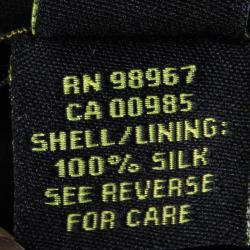 RN 98967
CA 00985
SHELL/LINING:
100% SILK
SEE REVERSE
FOR CARE